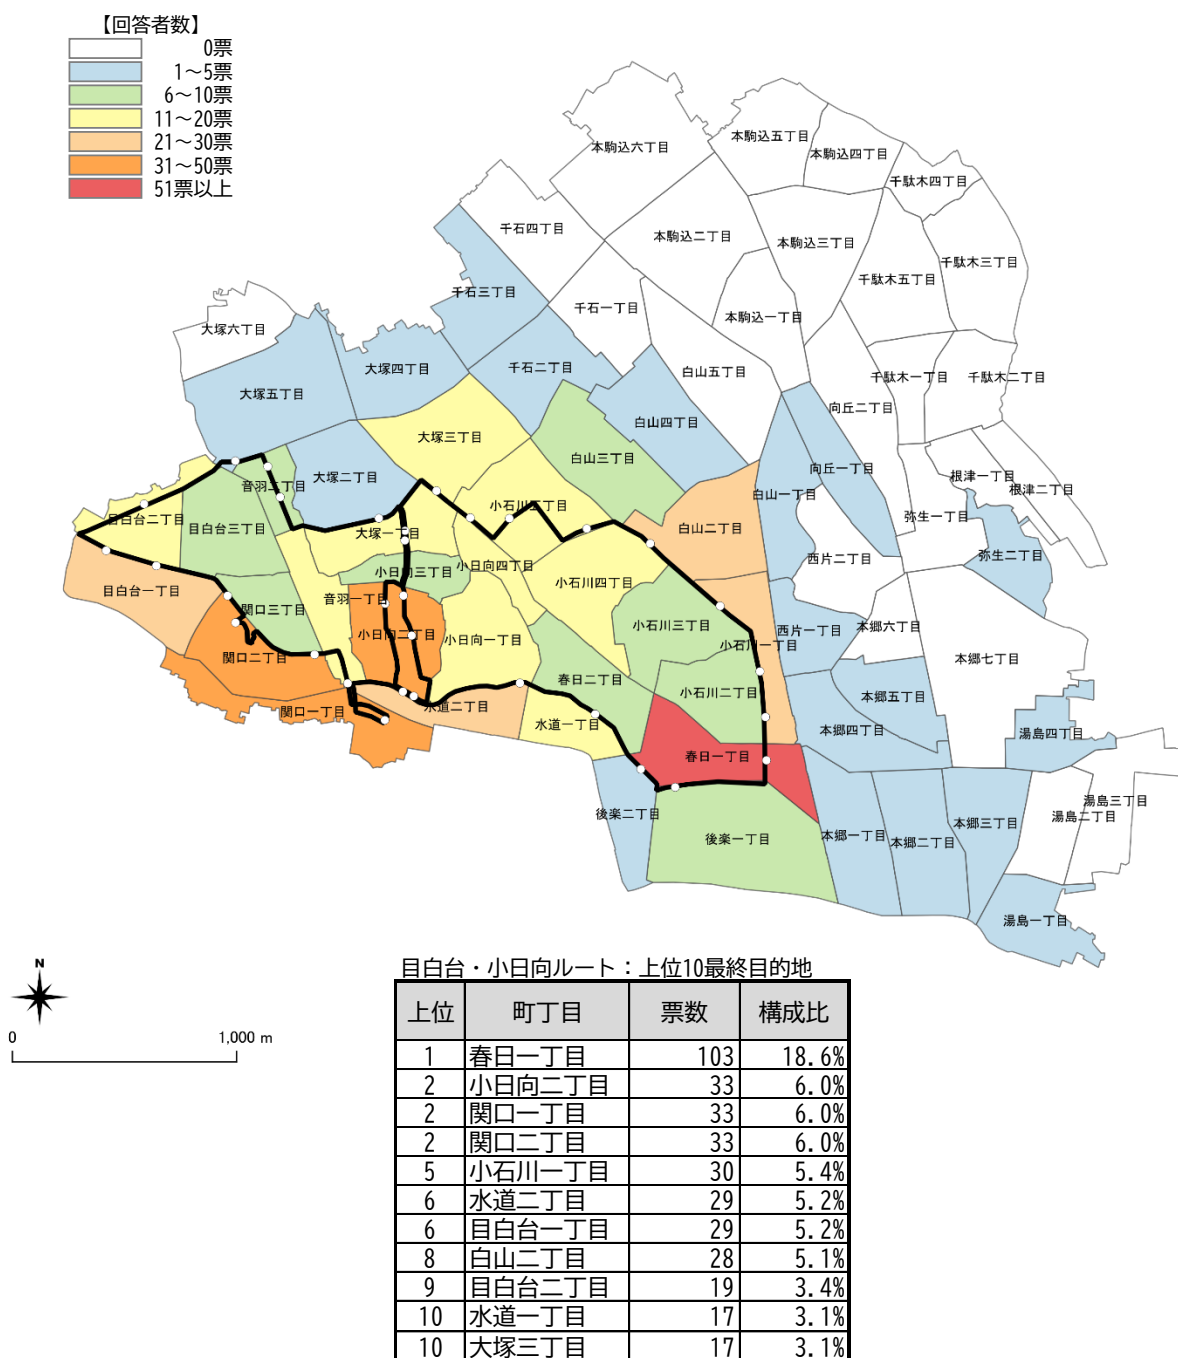 【回答者数】
0票
1～5票
6～10票
11～20票
21～30票
31～50票
51票以上
本駒込六丁目
本駒込五丁目
本駒込四丁目
千駄木四丁目
千石四丁目
本駒込二丁目
本駒込三丁目
千駄木三丁目
千駄木五丁目
千石三丁目
千石一丁目
本駒込一丁目
大塚六丁目
大塚五丁目
大塚四丁目
千石二丁目
白山五丁目
千駄木一丁目
千駄木二丁目
向丘二丁目
白山四丁目
大塚三丁目
白山三丁目
向丘一丁目
根津一丁目
根津二丁目
大塚二丁目
音羽二丁目
白山一丁目
小石川五丁目
弥生一丁目
目白台二丁目
目白台三丁目
大塚一丁目
白山二丁目
西片二丁目
弥生二丁目
小日向三丁目
小日向四丁目
小石川四丁目
目白台一丁目
音羽一丁目
関口三丁目
小日向二丁目
小日向一丁目
小石川三丁目
小石川一丁目
西片一丁目
本郷六丁目
本郷七丁目
関口二丁目
春日二丁目
小石川二丁目
本郷五丁目
関口一丁目
水道二丁目
水道一丁目
本郷四丁目
湯島四丁目
春日一丁目
後楽二丁目
後楽一丁目
本郷一丁目
本郷二丁目
本郷三丁目
湯島二丁目
湯島三丁目
湯島一丁目
N
0 1,000 m
目白台・小日向ルート：上位10最終目的地
上位 町丁目 票数 構成比
1 春日一丁目 103 18.6%
2 小日向二丁目 33 6.0%
2 関口一丁目 33 6.0%
2 関口二丁目 33 6.0%
5 小石川一丁目 30 5.4%
6 水道二丁目 29 5.2%
6 目白台一丁目 29 5.2%
8 白山二丁目 28 5.1%
9 目白台二丁目 19 3.4%
10 水道一丁目 17 3.1%
10 大塚三丁目 17 3.1%